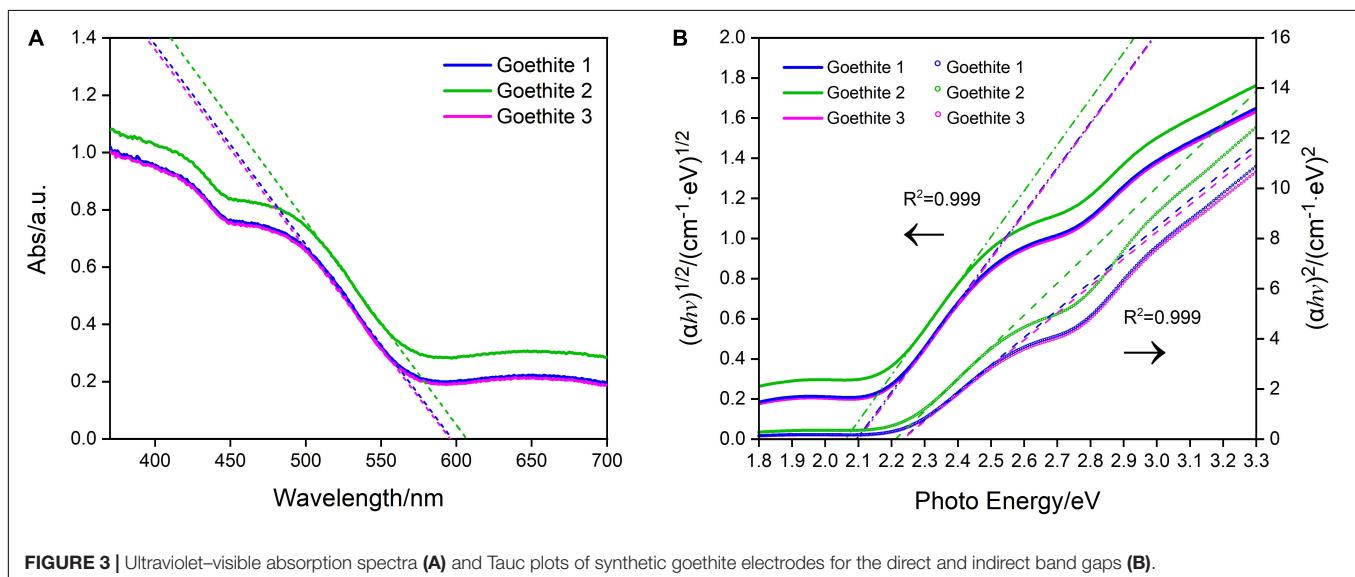 A
1.4
1.2
1.0
0.8
0.6
0.4
0.2
0.0
Abs/a.u.
Goethite 1
Goethite 2
Goethite 3
400 450 500 550 600 650 700
Wavelength/nm
B
2.0
1.8
1.6
1.4
1.2
1.0
0.8
0.6
0.4
0.2
0.0
(αhν)1/2/(cm-1·eV)1/2
Goethite 1 Goethite 1
Goethite 2 Goethite 2
Goethite 3 Goethite 3
R2=0.999
←
R2=0.999
→
16
14
12
10
8
6
4
2
0
(αhν)2/(cm-1·eV)2
1.8 1.9 2.0 2.1 2.2 2.3 2.4 2.5 2.6 2.7 2.8 2.9 3.0 3.1 3.2 3.3
Photo Energy/eV
FIGURE 3 | Ultraviolet–visible absorption spectra (A) and Tauc plots of synthetic goethite electrodes for the direct and indirect band gaps (B).